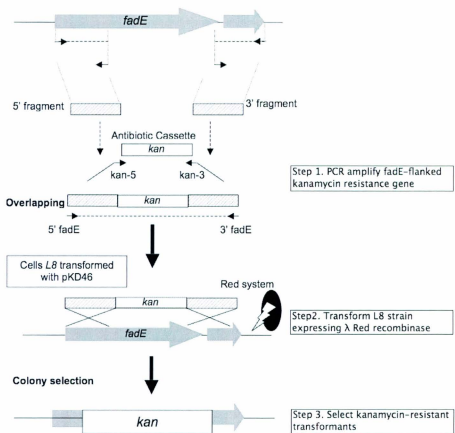 fadE
5' fragment
3' fragment
Antibiotic Cassette
kan
kan-5
kan-3
Step 1. PCR amplify fadE-flanked
kanamycin resistance gene
Overlapping
kan
5' fadE
3' fadE
Cells L8 transformed
with pKD46
Red system
kan
Step2. Transform L8 strain
expressing λ Red recombinase
fadE
Colony selection
kan
Step 3. Select kanamycin-resistant
transformants